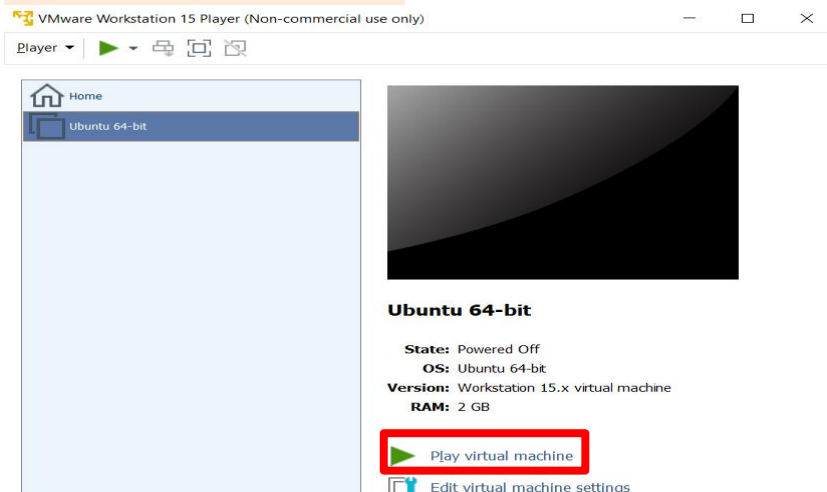 VMware Workstation 15 Player (Non-commercial use only)
Player
Home
Ubuntu 64-bit
Ubuntu 64-bit
State: Powered Off
OS: Ubuntu 64-bit
Version: Workstation 15.x virtual machine
RAM: 2 GB
Play virtual machine
Edit virtual machine settings